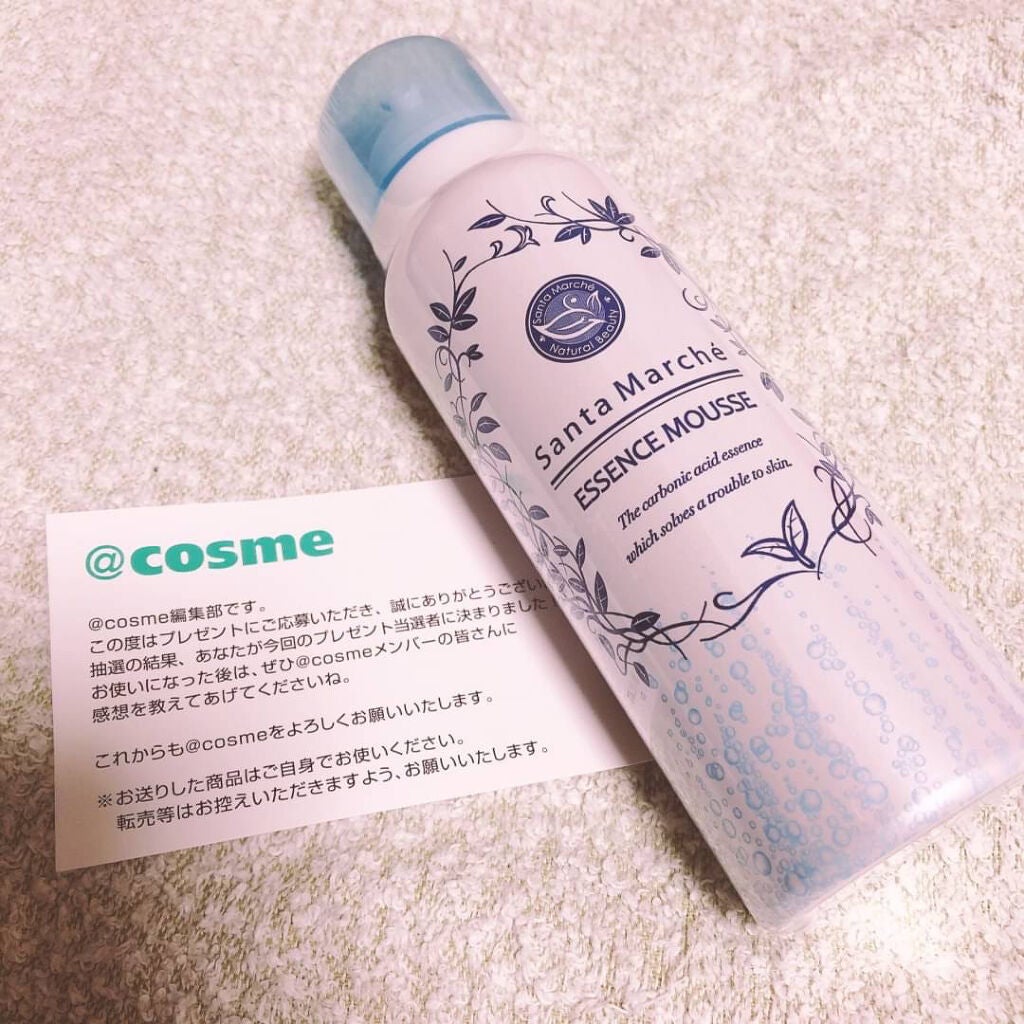 Santa Marché
Natural Beauty
Santa Marché
ESSENCE MOUSSE
The carbonic acid essence
which solves a trouble to skin.
@cosme
@cosme編集部です。
この度はプレゼントにご応募いただき、誠にありがとうござい
抽選の結果、あなたが今回のプレゼント当選者に決まりました
お使いになった後は、ぜひ@cosmeメンバーの皆さんに
感想を教えてあげてくださいね。
これからも@cosmeをよろしくお願いいたします。
※お送りした商品はご自身でお使いください。
転売等はお控えいただきますよう、お願いいたします。